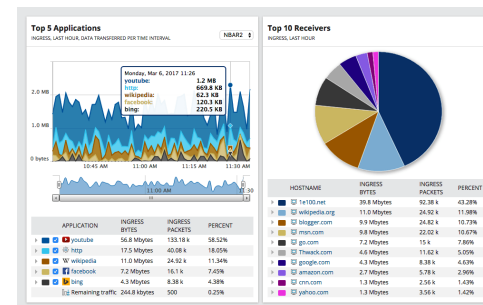 Top 5 Applications
INGRESS, LAST HOUR, DATA TRANSFERRED PER TIME INTERVAL
NBAR2
Monday, Mar 6, 2017 11:26
youtube: 1.2 MB
http: 669.8 KB
wikipedia: 62.3 KB
facebook: 120.3 KB
bing: 220.5 KB
2.0 MB
1.0 MB
0 bytes
10:45 AM 11:00 AM 11:15 AM 11:30 AM
11:00 AM
:30
APPLICATION INGRESS BYTES INGRESS PACKETS PERCENT
youtube 56.8 Mbytes 133.18 k 58.52%
http 17.5 Mbytes 40.08 k 18.05%
wikipedia 11.0 Mbytes 24.92 k 11.34%
facebook 7.2 Mbytes 16.1 k 7.45%
bing 4.3 Mbytes 8.38 k 4.38%
Remaining traffic 244.8 kbytes 500 0.25%
Top 10 Receivers
INGRESS, LAST HOUR
HOSTNAME INGRESS BYTES INGRESS PACKETS PERCENT
1e100.net 39.8 Mbytes 92.38 k 43.28%
wikipedia.org 11.0 Mbytes 24.92 k 11.98%
blogger.com 9.9 Mbytes 24.82 k 10.73%
msn.com 9.8 Mbytes 22.02 k 10.67%
go.com 7.2 Mbytes 15 k 7.86%
Thwack.com 4.6 Mbytes 11.62 k 5.05%
google.com 4.3 Mbytes 8.38 k 4.63%
amazon.com 2.7 Mbytes 5.78 k 2.96%
cnn.com 2.3 Mbytes 2.56 k 1.43%
yahoo.com 1.3 Mbytes 3.56 k 1.42%